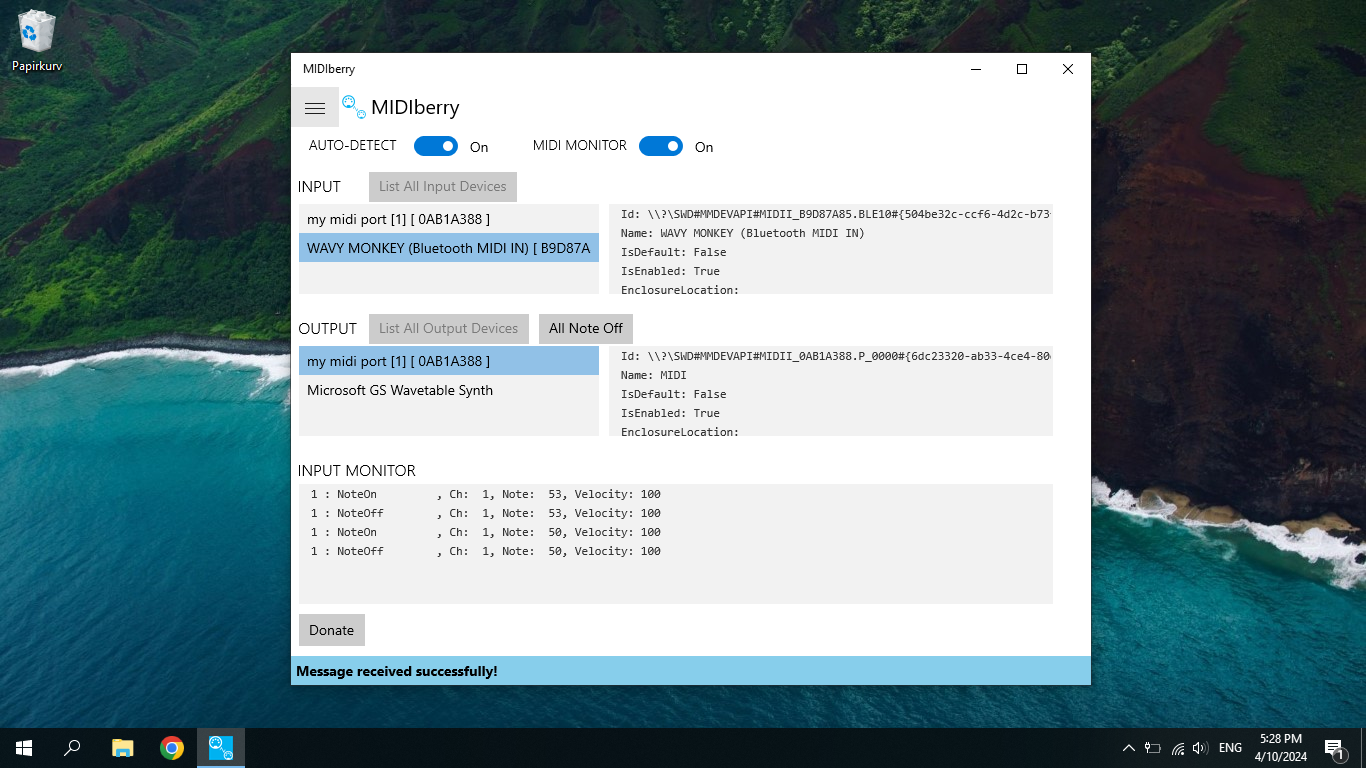 Papirkurv
MIDIberry
MIDIberry
AUTO-DETECT On MIDI MONITOR On
INPUT List All Input Devices
my midi port [1] [ 0AB1A388 ]
WAVY MONKEY (Bluetooth MIDI IN) [ B9D87A
Id: \\?\SWD#MMDEVAPI#MIDII_B9D87A85.BLE10#{504be32c-ccf6-4d2c-b73
Name: WAVY MONKEY (Bluetooth MIDI IN)
IsDefault: False
IsEnabled: True
EnclosureLocation:
OUTPUT List All Output Devices All Note Off
my midi port [1] [ 0AB1A388 ]
Microsoft GS Wavetable Synth
Id: \\?\SWD#MMDEVAPI#MIDII_0AB1A388.P_0000#{6dc23320-ab33-4ce4-80
Name: MIDI
IsDefault: False
IsEnabled: True
EnclosureLocation:
INPUT MONITOR
1 : NoteOn , Ch: 1, Note: 53, Velocity: 100
1 : NoteOff , Ch: 1, Note: 53, Velocity: 100
1 : NoteOn , Ch: 1, Note: 50, Velocity: 100
1 : NoteOff , Ch: 1, Note: 50, Velocity: 100
Donate
Message received successfully!
ENG
5:28 PM
4/10/2024
1